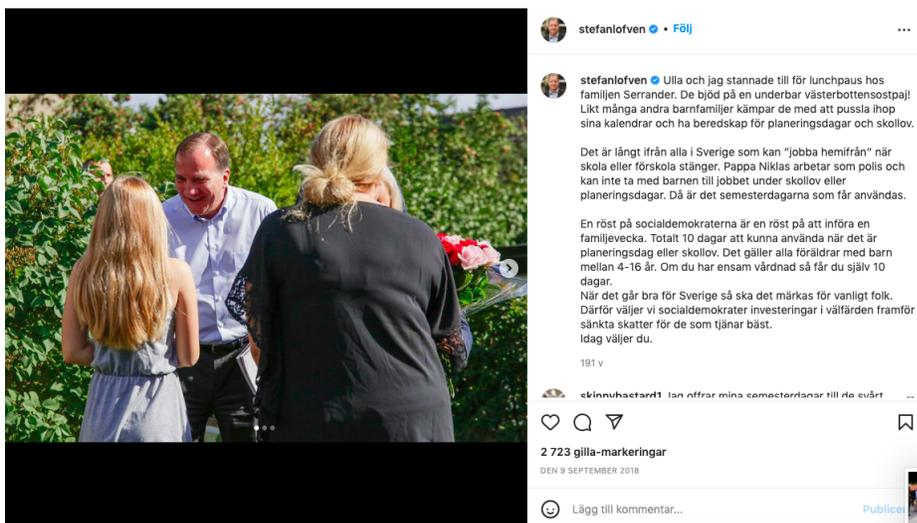 stefanlofven • Följ
stefanlofven Ulla och jag stannade till för lunchpaus hos
familjen Serrander. De bjöd på en underbar västerbottensostpaj!
Likt många andra barnfamiljer kämpar de med att pussla ihop
sina kalendrar och ha beredskap för planeringsdagar och skollov.
Det är långt ifrån alla i Sverige som kan ”jobba hemifrån” när
skola eller förskola stänger. Pappa Niklas arbetar som polis och
kan inte ta med barnen till jobbet under skollov eller
planeringsdagar. Då är det semesterdagarna som får användas.
En röst på socialdemokraterna är en röst på att införa en
familjevecka. Totalt 10 dagar att kunna använda när det är
planeringsdag eller skollov. Det gäller alla föräldrar med barn
mellan 4-16 år. Om du har ensam vårdnad så får du själv 10
dagar.
När det går bra för Sverige så ska det märkas för vanligt folk.
Därför väljer vi socialdemokrater investeringar i välfärden framför
sänkta skatter för de som tjänar bäst.
Idag väljer du.
191 v
skinnybastard1 Jag offrar mina semesterdagar till de svårt
2 723 gilla-markeringar
DEN 9 SEPTEMBER 2018
Lägg till kommentar...